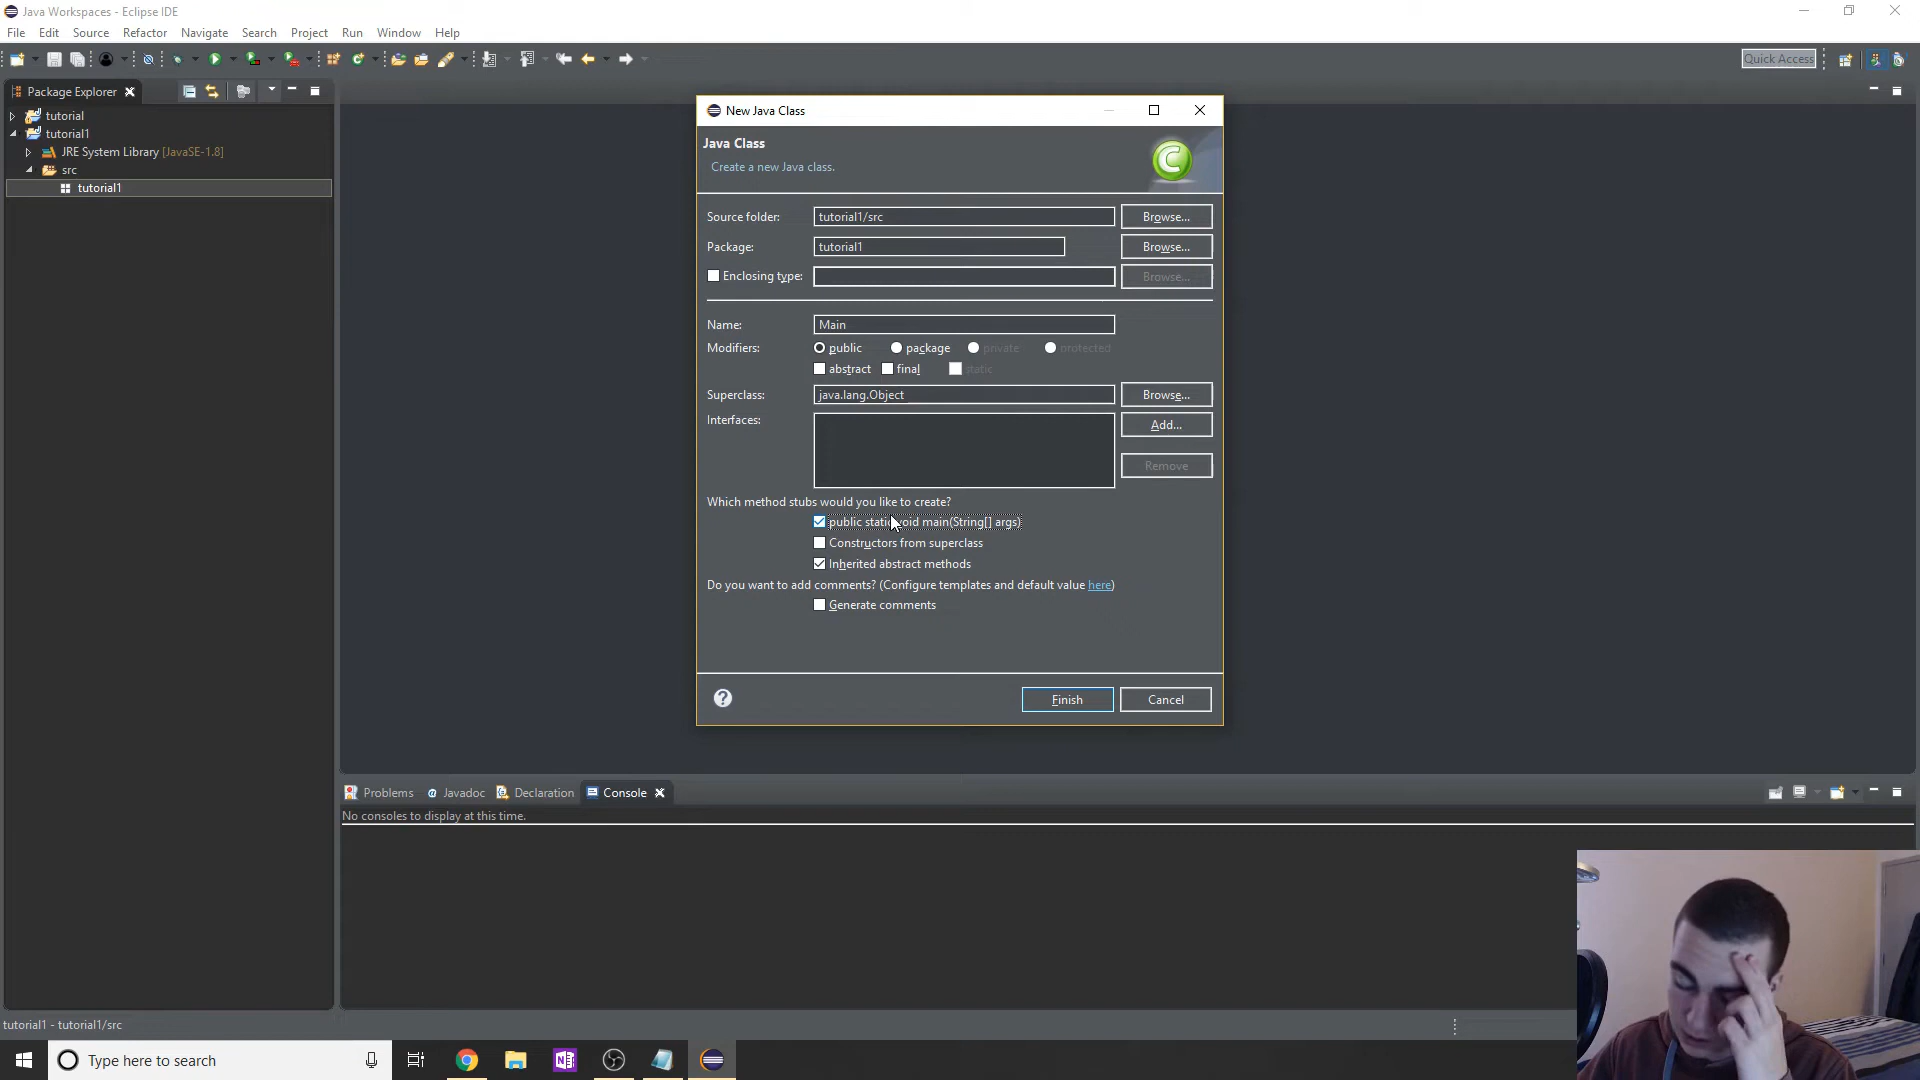 Java Workspaces - Eclipse IDE
File Edit Source Refactor Navigate Search Project Run Window Help
Quick Access
Package Explorer
tutorial
tutorial1
JRE System Library [JavaSE-1.8]
src
tutorial1
New Java Class
Java Class
Create a new Java class.
Source folder: tutorial1/src Browse...
Package: tutorial1 Browse...
Enclosing type: Browse...
Name: Main
Modifiers: public package private protected
abstract final static
Superclass: java.lang.Object Browse...
Interfaces: Add...
Remove
Which method stubs would you like to create?
public static void main(String[] args)
Constructors from superclass
Inherited abstract methods
Do you want to add comments? (Configure templates and default value here)
Generate comments
Finish Cancel
Problems Javadoc Declaration Console
No consoles to display at this time.
tutorial1 - tutorial1/src
Type here to search